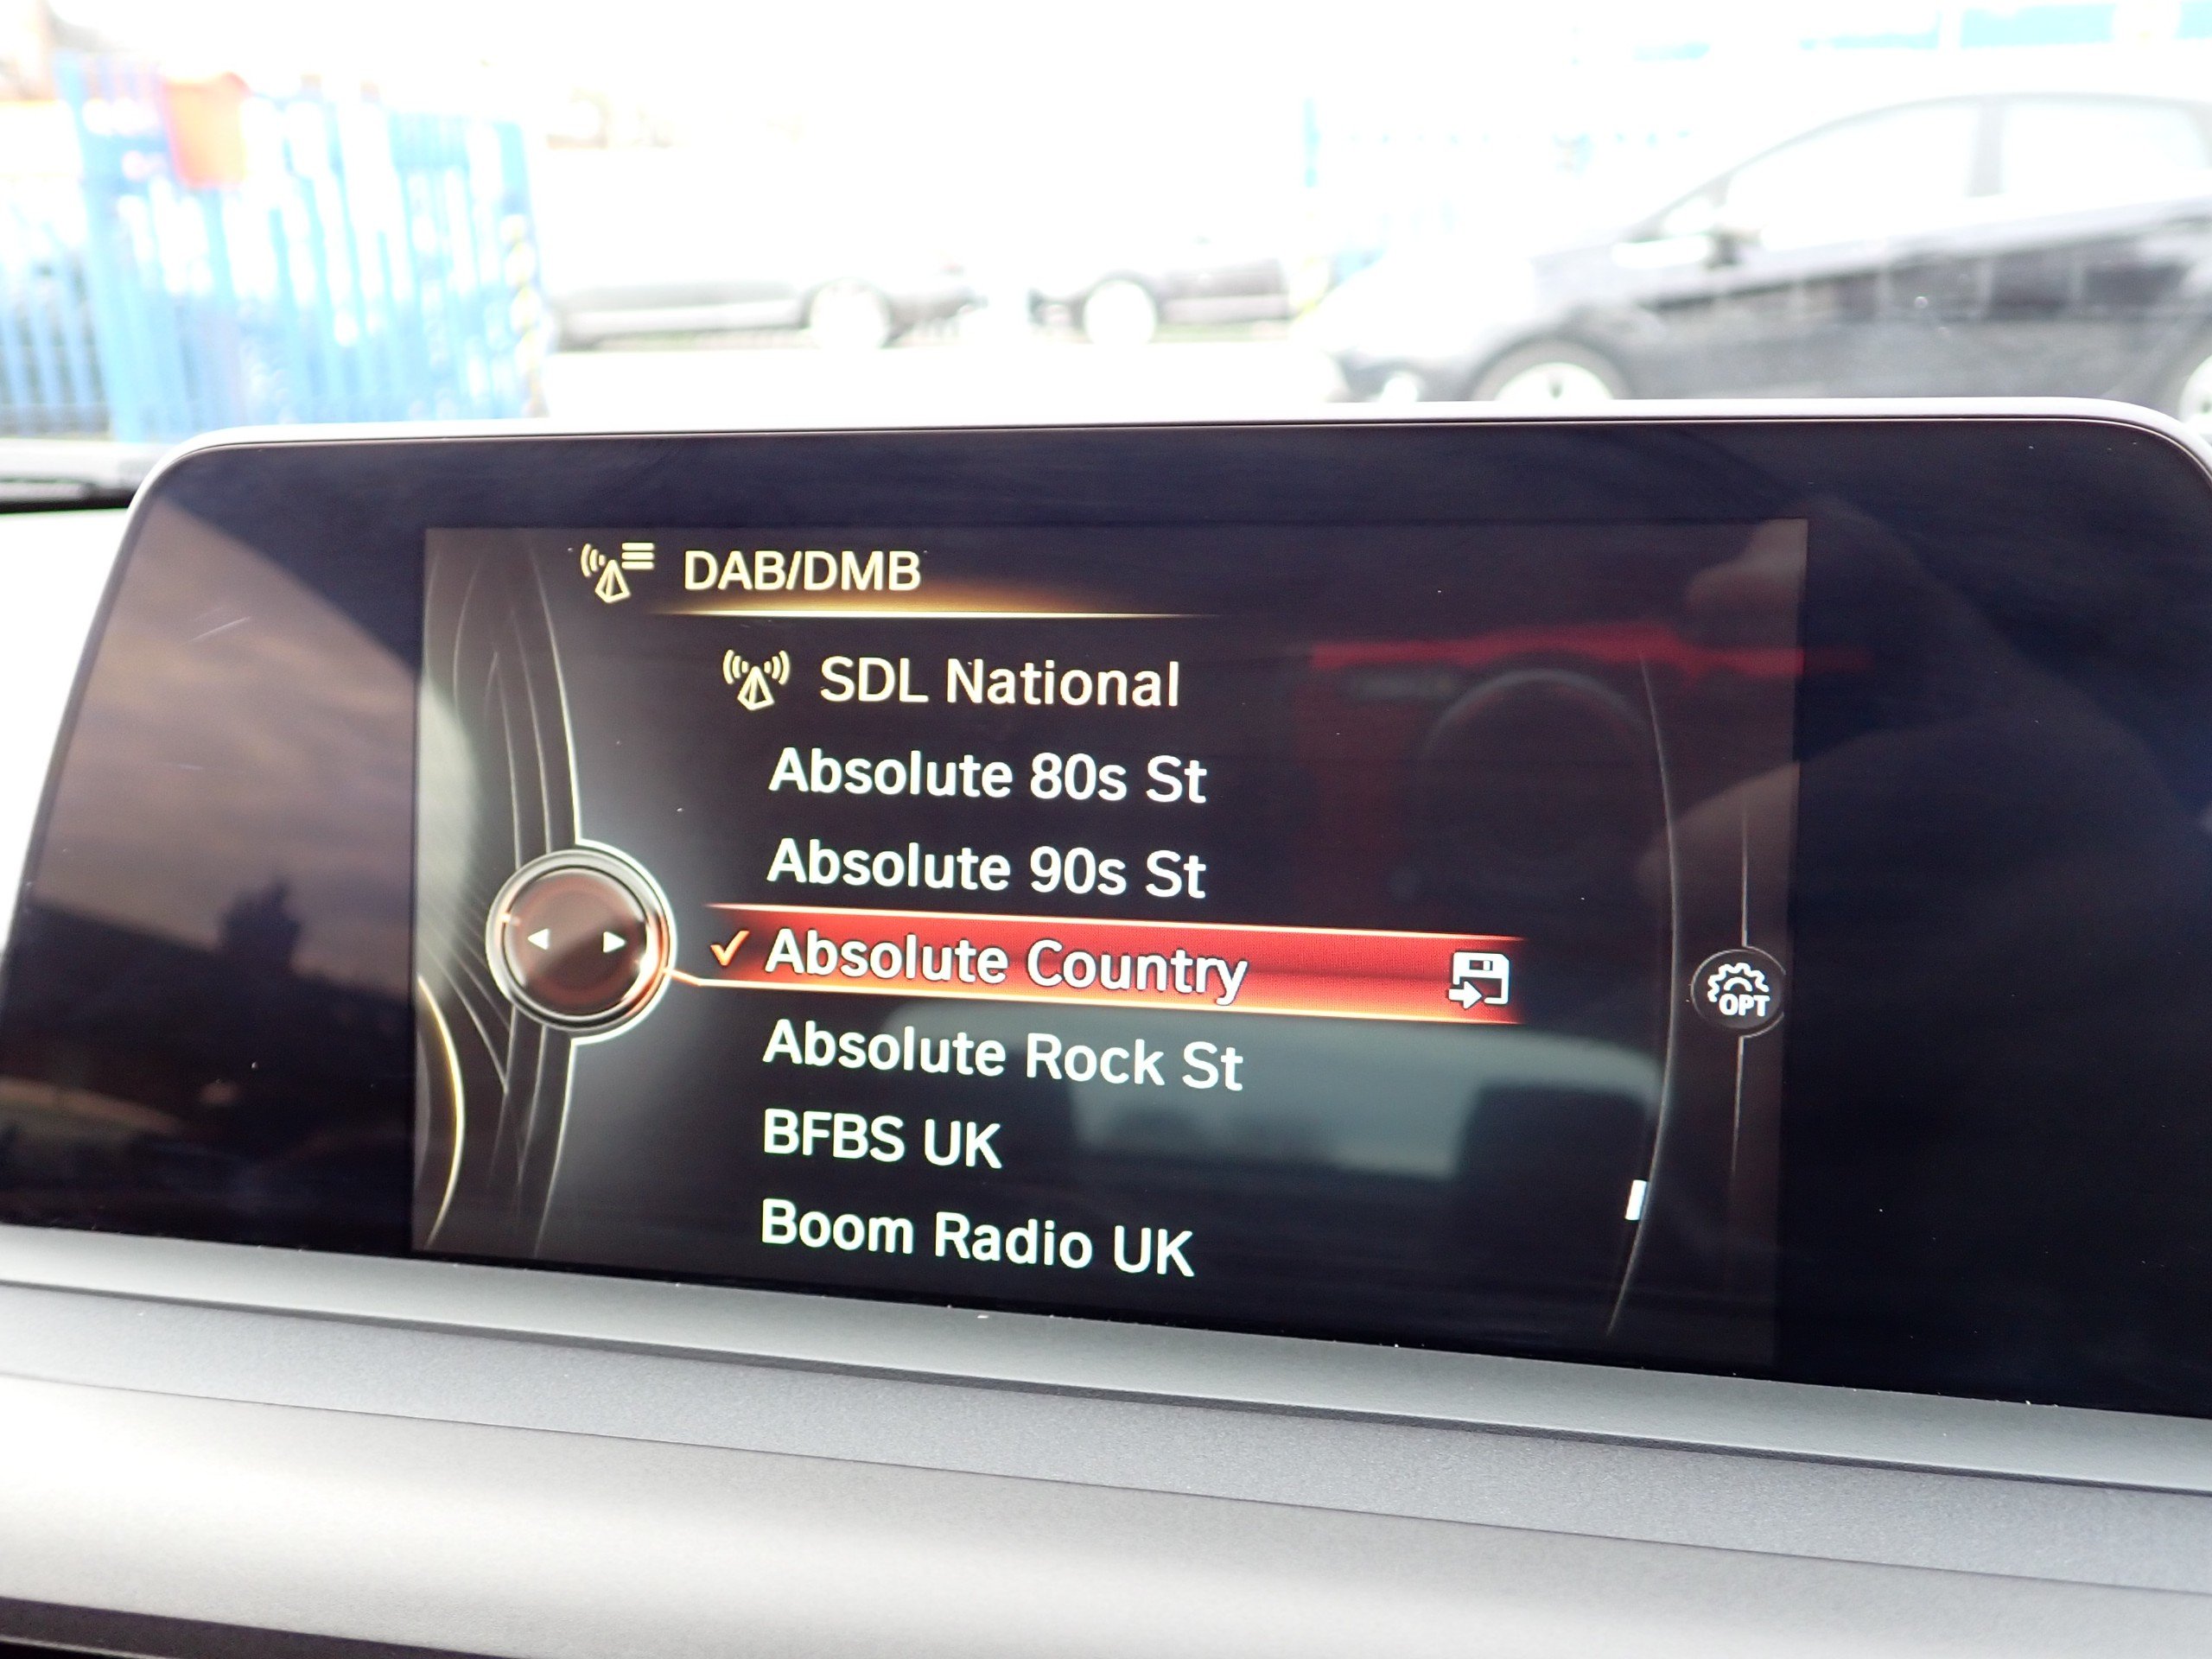 DAB/DMB
SDL National
Absolute 80s St
Absolute 90s St
Absolute Country
OPT
Absolute Rock St
BFBS UK
Boom Radio UK